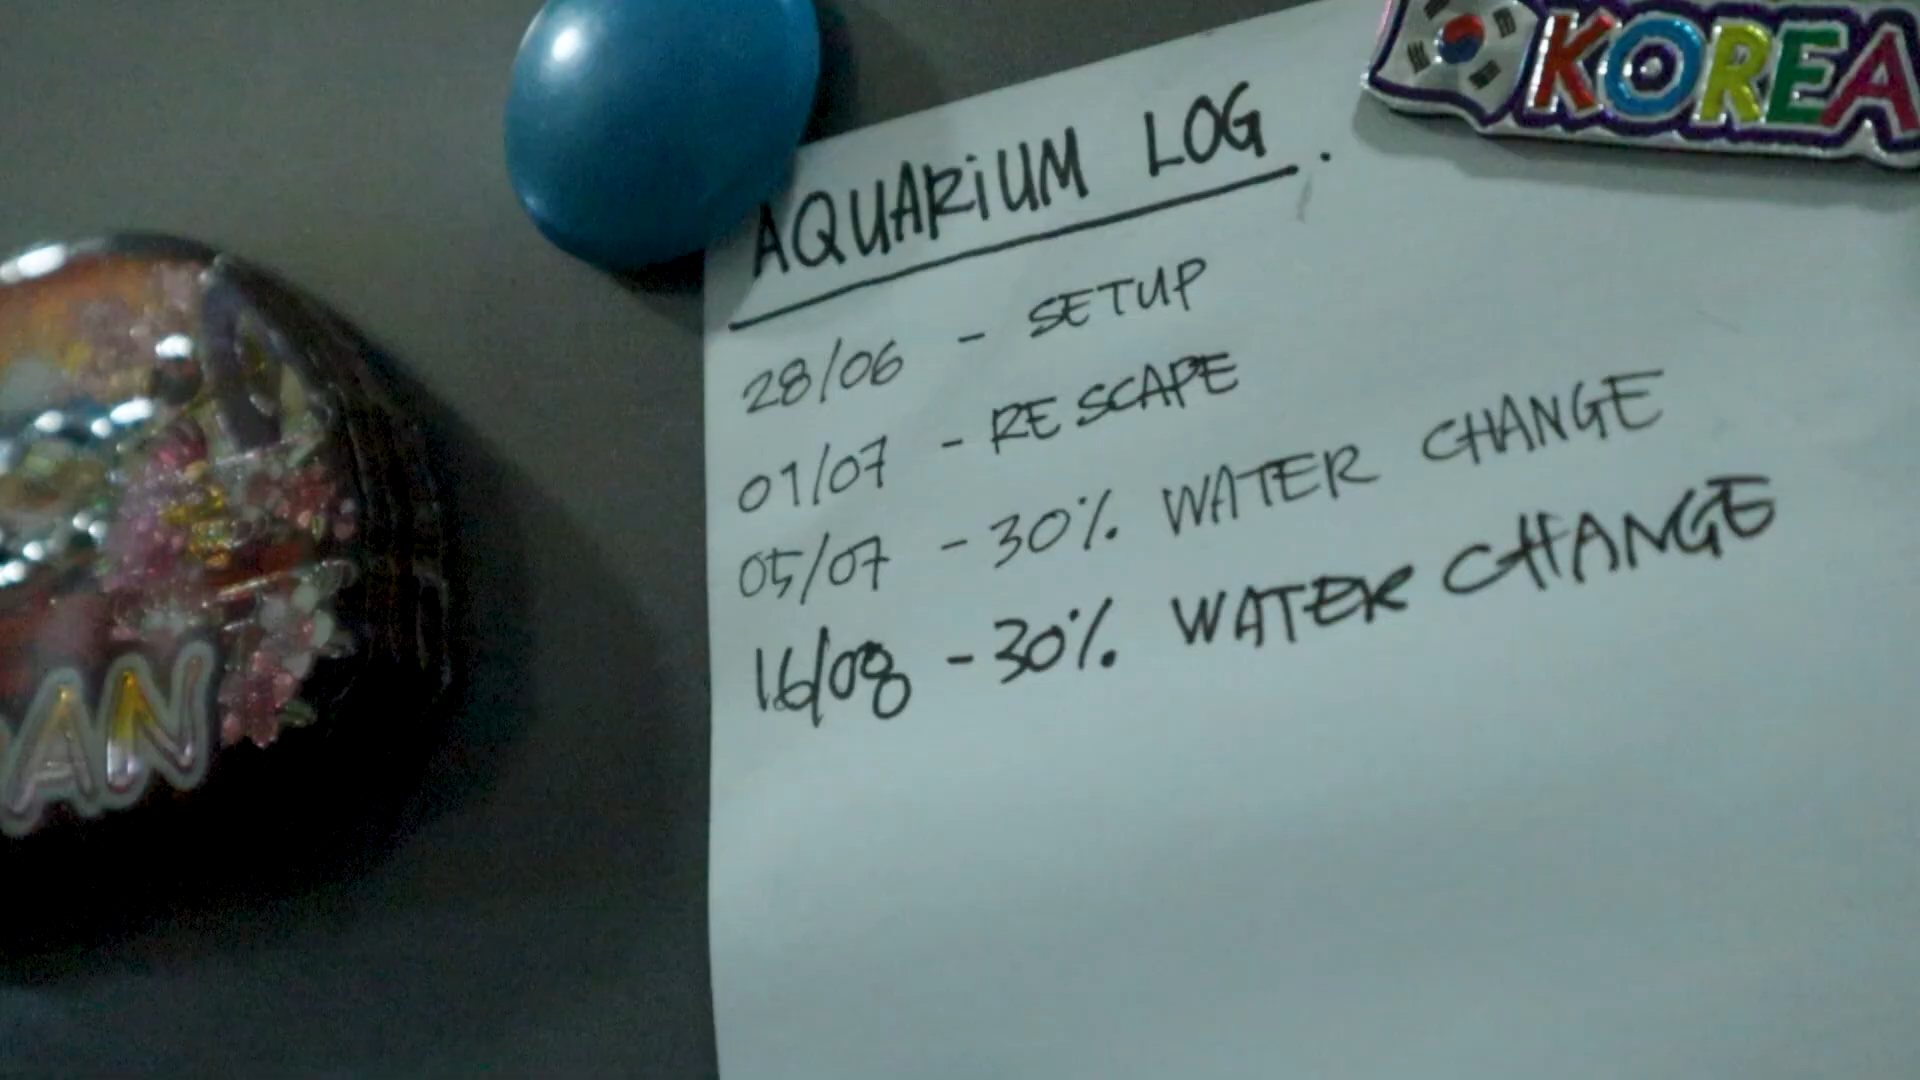 KOREA
AQUARiUM LOG.
28/06 - SETUP
01/07 - RESCAPE
05/07 - 30% WATER CHANGE
16/08 - 30% WATER CHANGE
AN